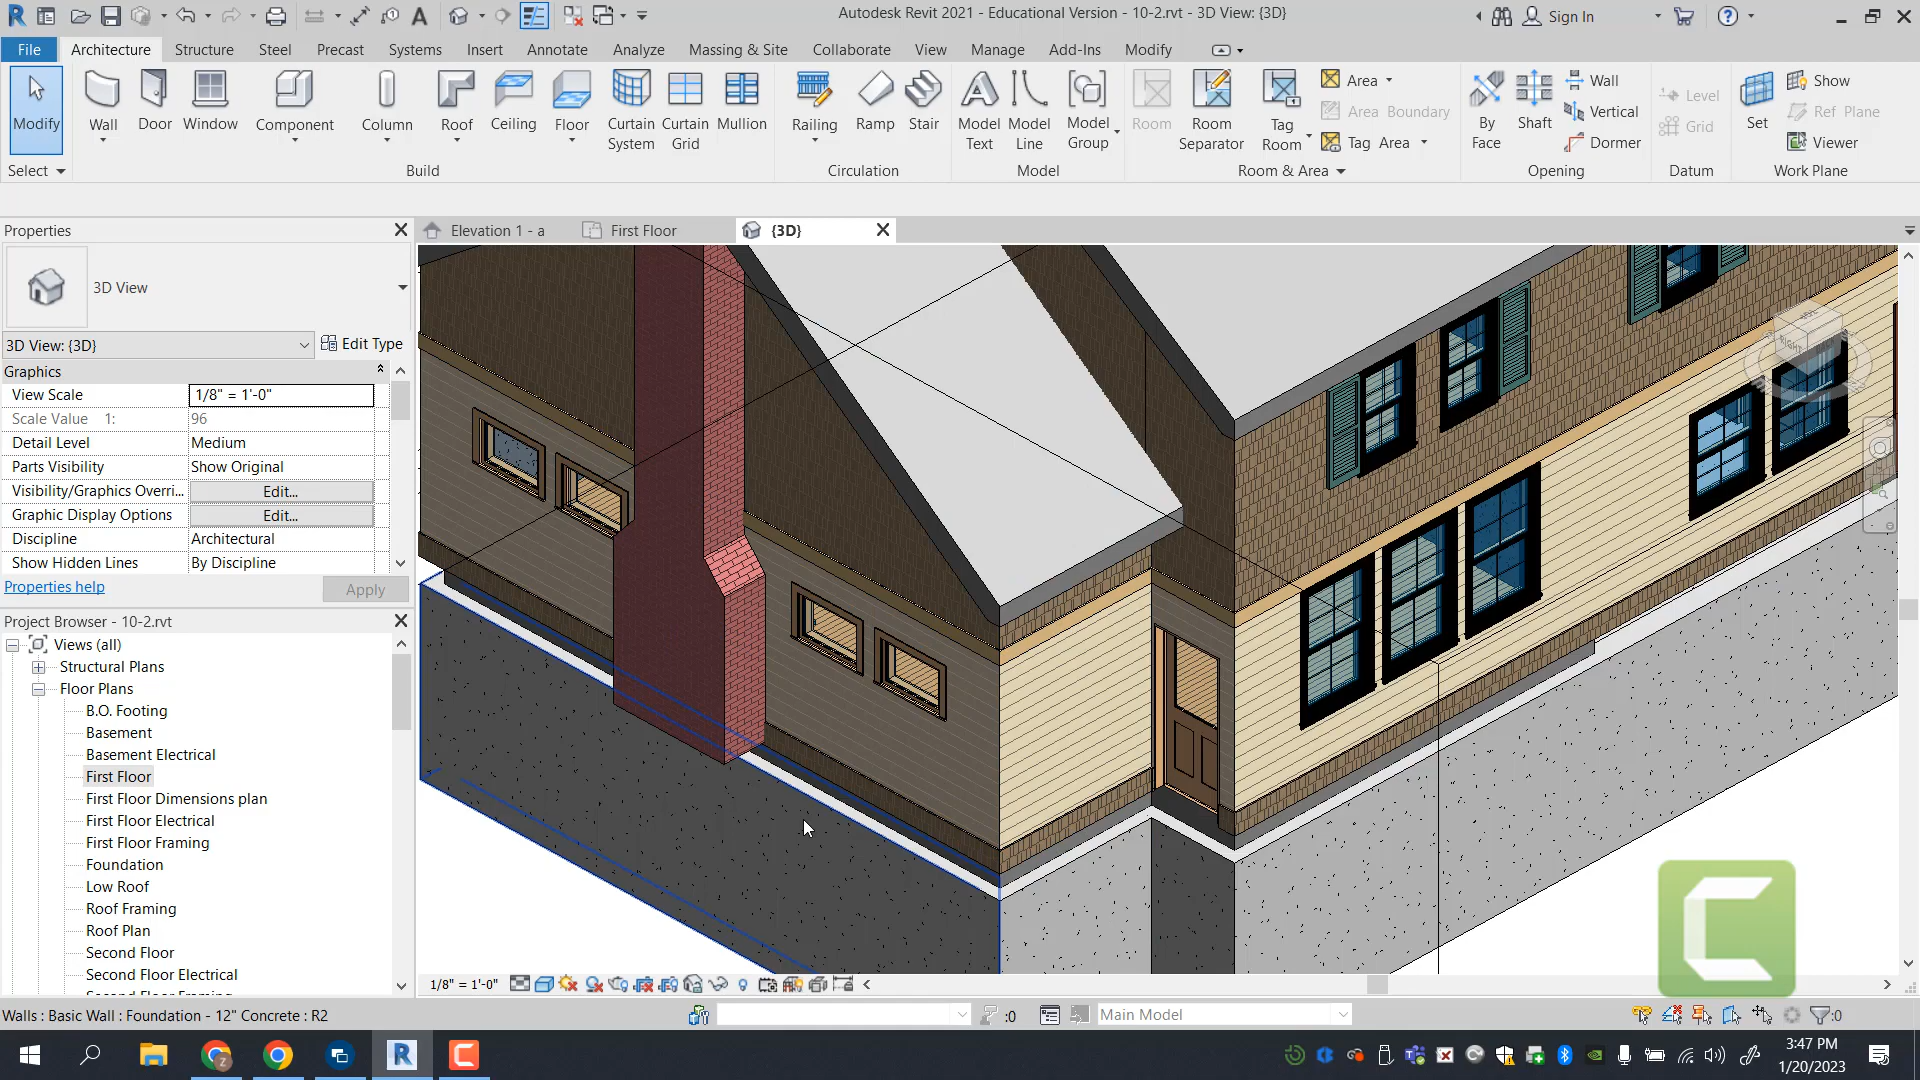 Autodesk Revit 2021 - Educational Version - 10-2.rvt - 3D View: {3D}
Sign In
File Architecture Structure Steel Precast Systems Insert Annotate Analyze Massing & Site Collaborate View Manage Add-Ins Modify
Modify Wall Door Window Component Column Roof Ceiling Floor Curtain System Curtain Grid Mullion
Railing Ramp Stair
Model Text Model Line Model Group
Room Room Separator Tag Room
Area
Area Boundary
Tag Area
By Face Shaft
Wall
Vertical
Dormer
Level
Grid
Set
Show
Ref Plane
Viewer
Select Build Circulation Model Room & Area Opening Datum Work Plane
Properties
3D View
3D View: {3D}
Edit Type
Graphics
View Scale 1/8" = 1'-0"
Scale Value 1: 96
Detail Level Medium
Parts Visibility Show Original
Visibility/Graphics Overri... Edit...
Graphic Display Options Edit...
Discipline Architectural
Show Hidden Lines By Discipline
Properties help
Apply
Project Browser - 10-2.rvt
Views (all)
Structural Plans
Floor Plans
B.O. Footing
Basement
Basement Electrical
First Floor
First Floor Dimensions plan
First Floor Electrical
First Floor Framing
Foundation
Low Roof
Roof Framing
Roof Plan
Second Floor
Second Floor Electrical
Elevation 1 - a
First Floor
{3D}
RIGHT
1/8" = 1'-0"
Walls : Basic Wall : Foundation - 12" Concrete : R2
:0
Main Model
:0
3:47 PM
1/20/2023